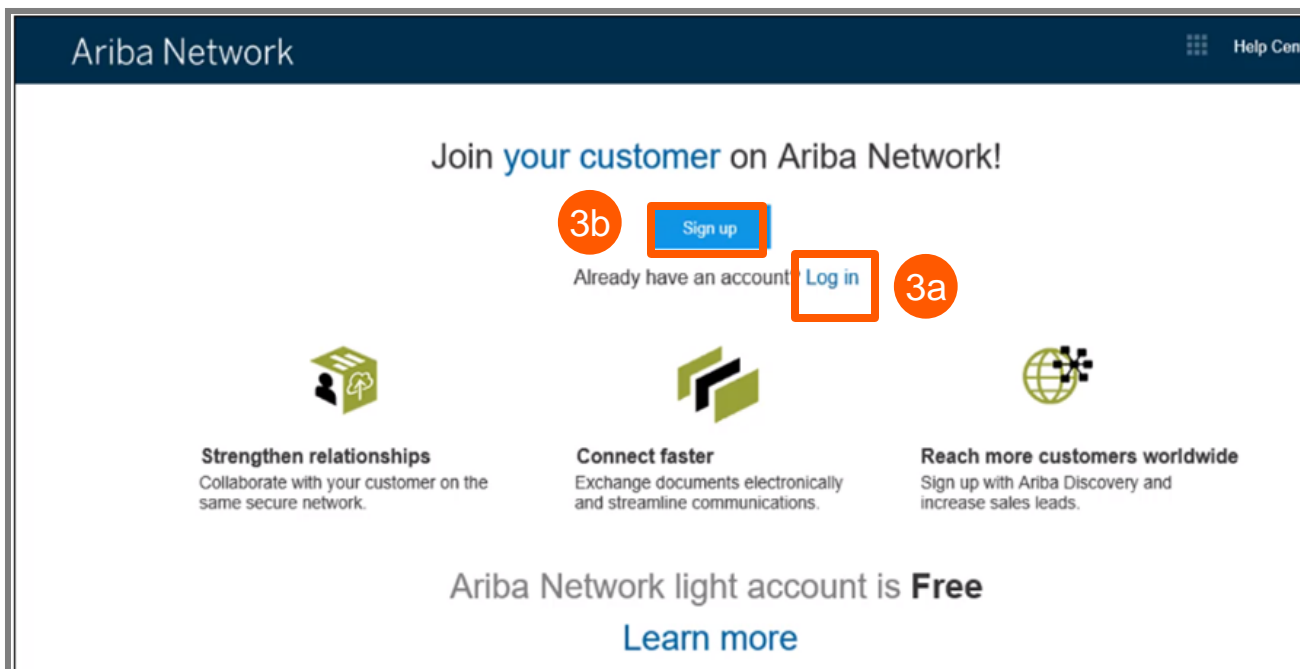 Ariba Network
Help Cen
Join your customer on Ariba Network!
3b
Sign up
Already have an account? Log in
3a
Strengthen relationships
Collaborate with your customer on the
same secure network.
Connect faster
Exchange documents electronically
and streamline communications.
Reach more customers worldwide
Sign up with Ariba Discovery and
increase sales leads.
Ariba Network light account is Free
Learn more